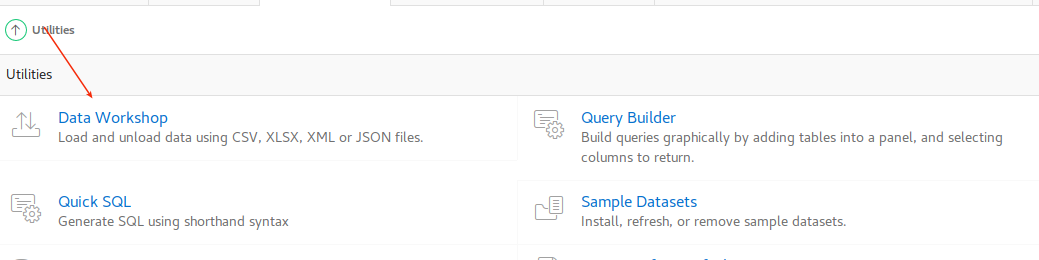 Utilities
Utilities
Data Workshop
Load and unload data using CSV, XLSX, XML or JSON files.
Query Builder
Build queries graphically by adding tables into a panel, and selecting
columns to return.
Quick SQL
Generate SQL using shorthand syntax
Sample Datasets
Install, refresh, or remove sample datasets.